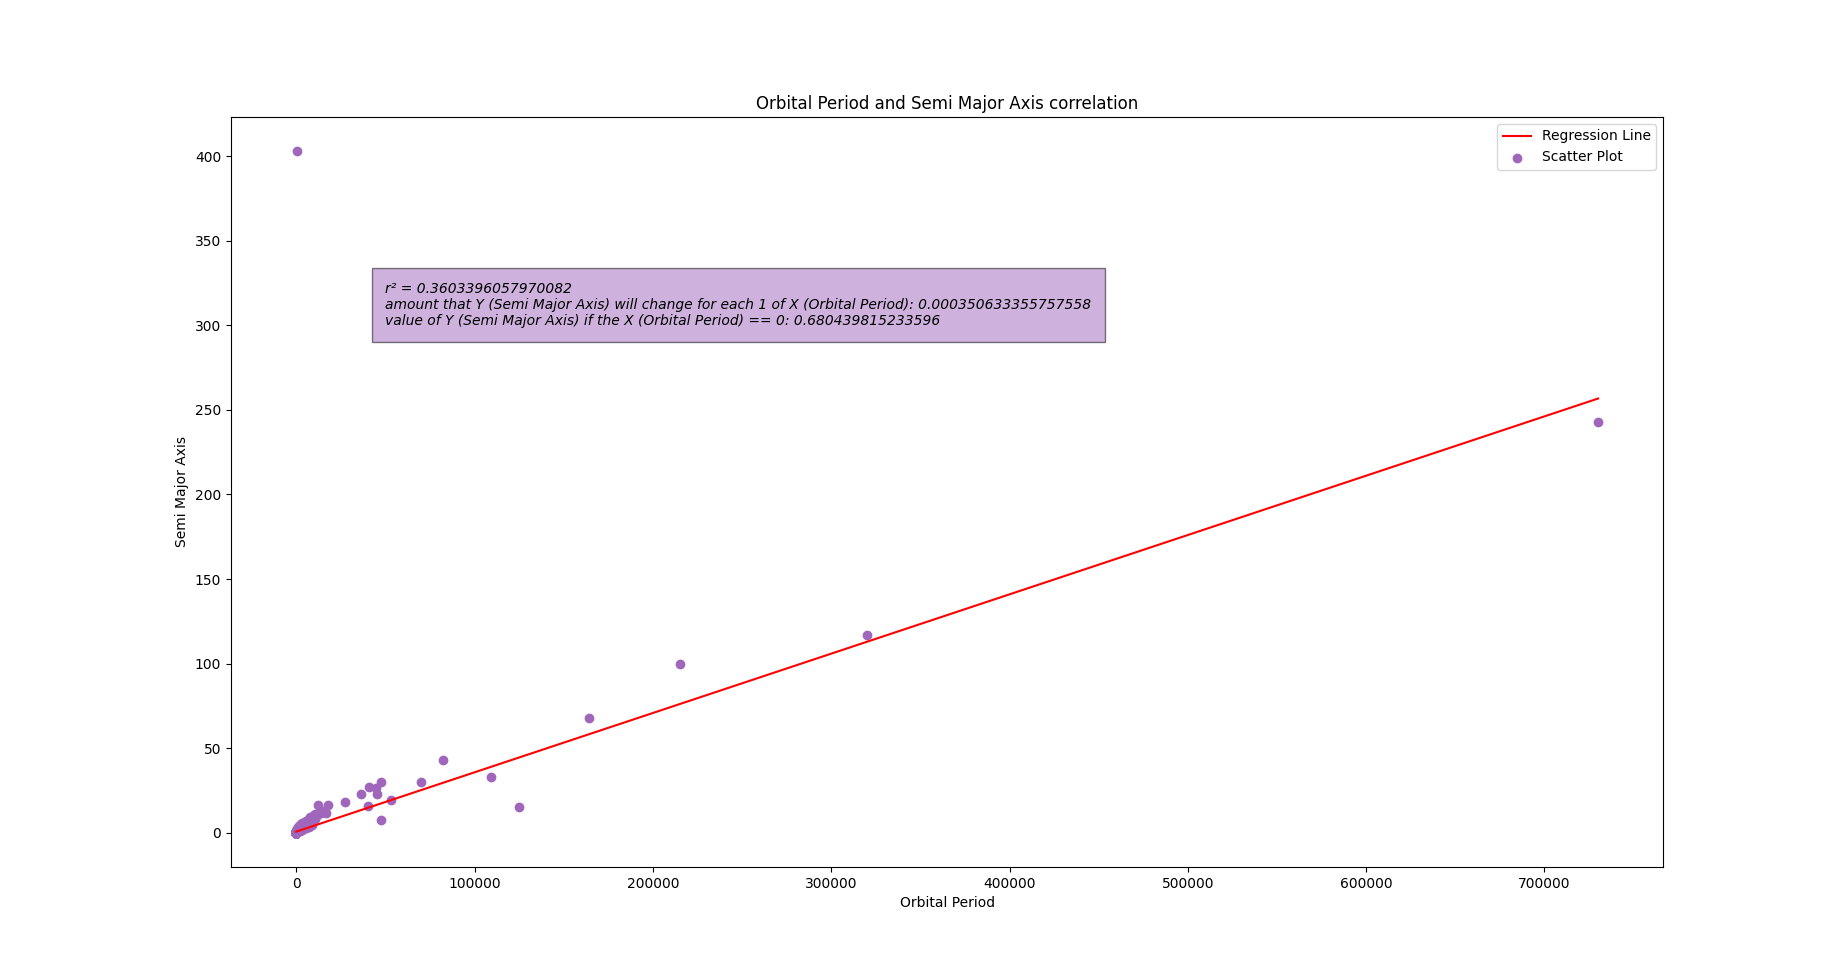 Orbital Period and Semi Major Axis correlation
Regression Line
Scatter Plot
r² = 0.3603396057970082
amount that Y (Semi Major Axis) will change for each 1 of X (Orbital Period): 0.000350633355757558
value of Y (Semi Major Axis) if the X (Orbital Period) == 0: 0.680439815233596
Semi Major Axis
400
350
300
250
200
150
100
50
0
0
100000
200000
300000
400000
500000
600000
700000
Orbital Period